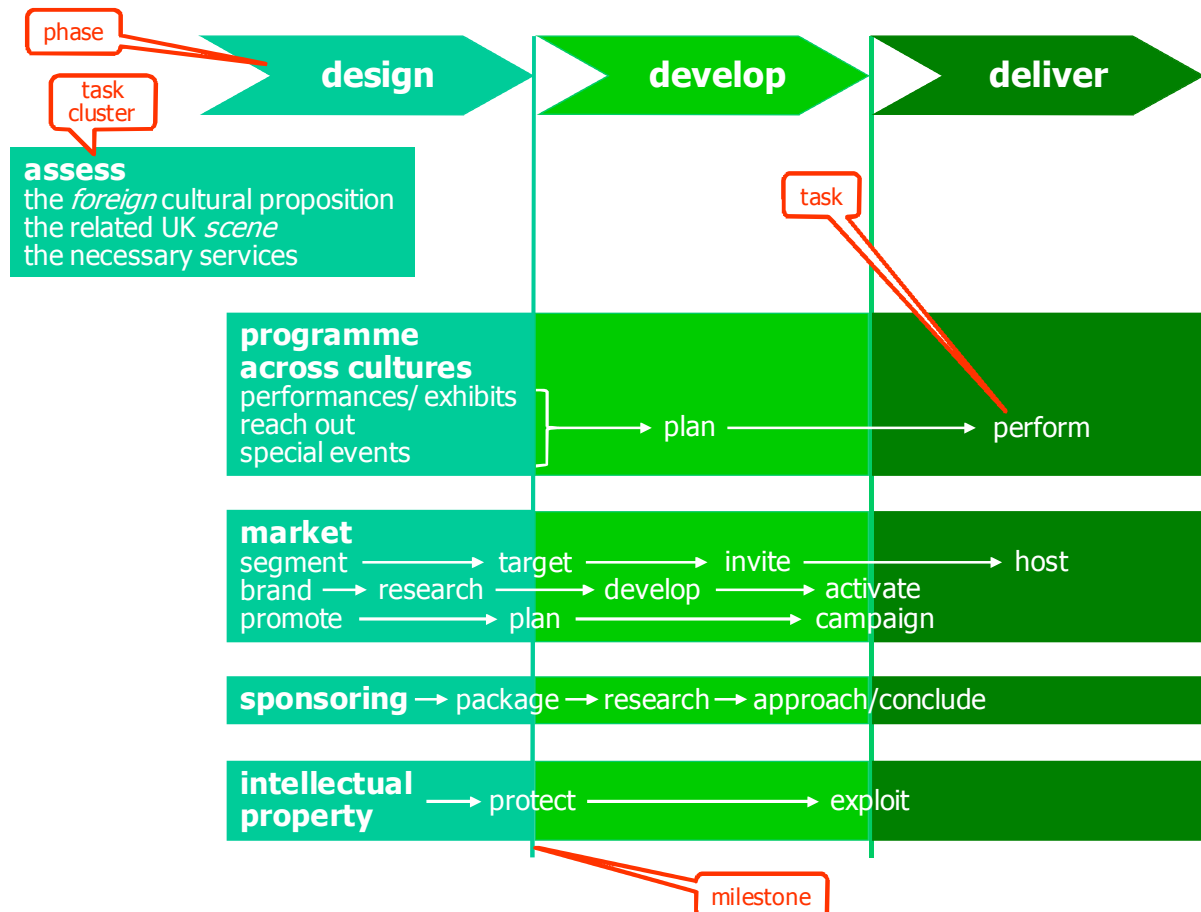 phase
design
develop
deliver
task
cluster
assess
the foreign cultural proposition
the related UK scene
the necessary services
task
programme
across cultures
performances/ exhibits
reach out
special events
plan
perform
market
segment target invite host
brand research develop activate
promote plan campaign
sponsoring package research approach/conclude
intellectual
property
protect exploit
milestone